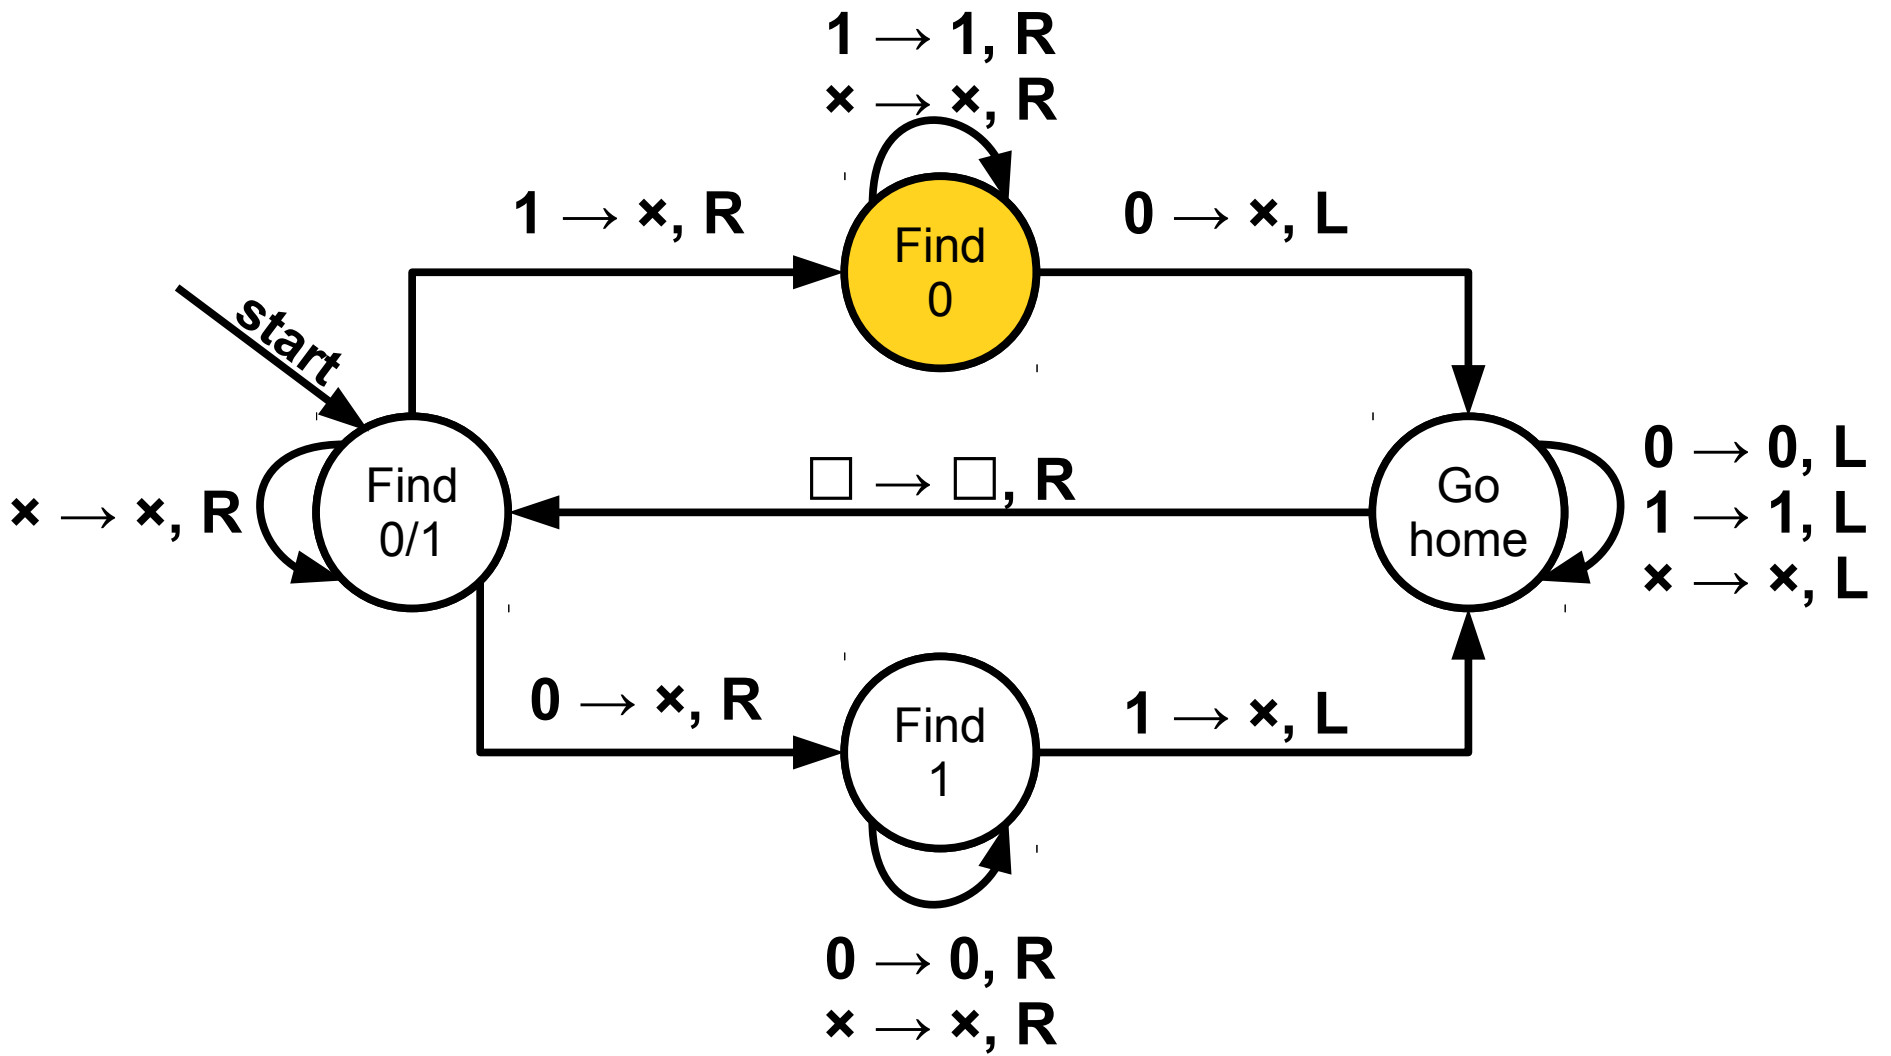 1 → 1, R
× → ×, R
1 → ×, R
Find
0
0 → ×, L
start
Find
0/1
× → ×, R
□ → □, R
Go
home
0 → 0, L
1 → 1, L
× → ×, L
0 → ×, R
Find
1
1 → ×, L
0 → 0, R
× → ×, R